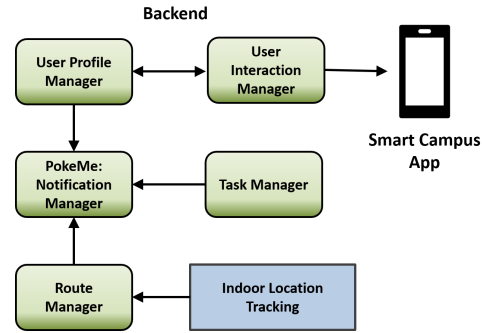 Backend
User Profile
Manager
User
Interaction
Manager
Smart Campus
App
PokeMe:
Notification
Manager
Task Manager
Route
Manager
Indoor Location
Tracking